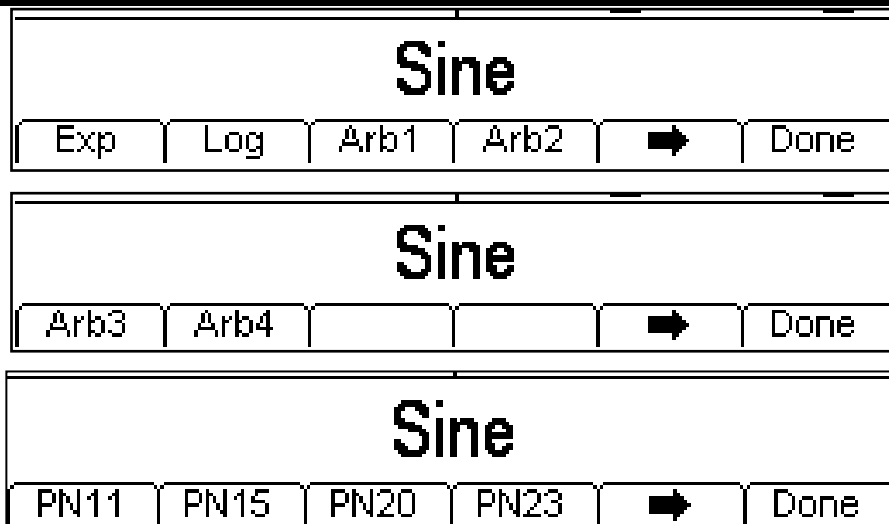 Sine
Exp Log Arb1 Arb2 ➡ Done
Sine
Arb3 Arb4 ➡ Done
Sine
PN11 PN15 PN20 PN23 ➡ Done